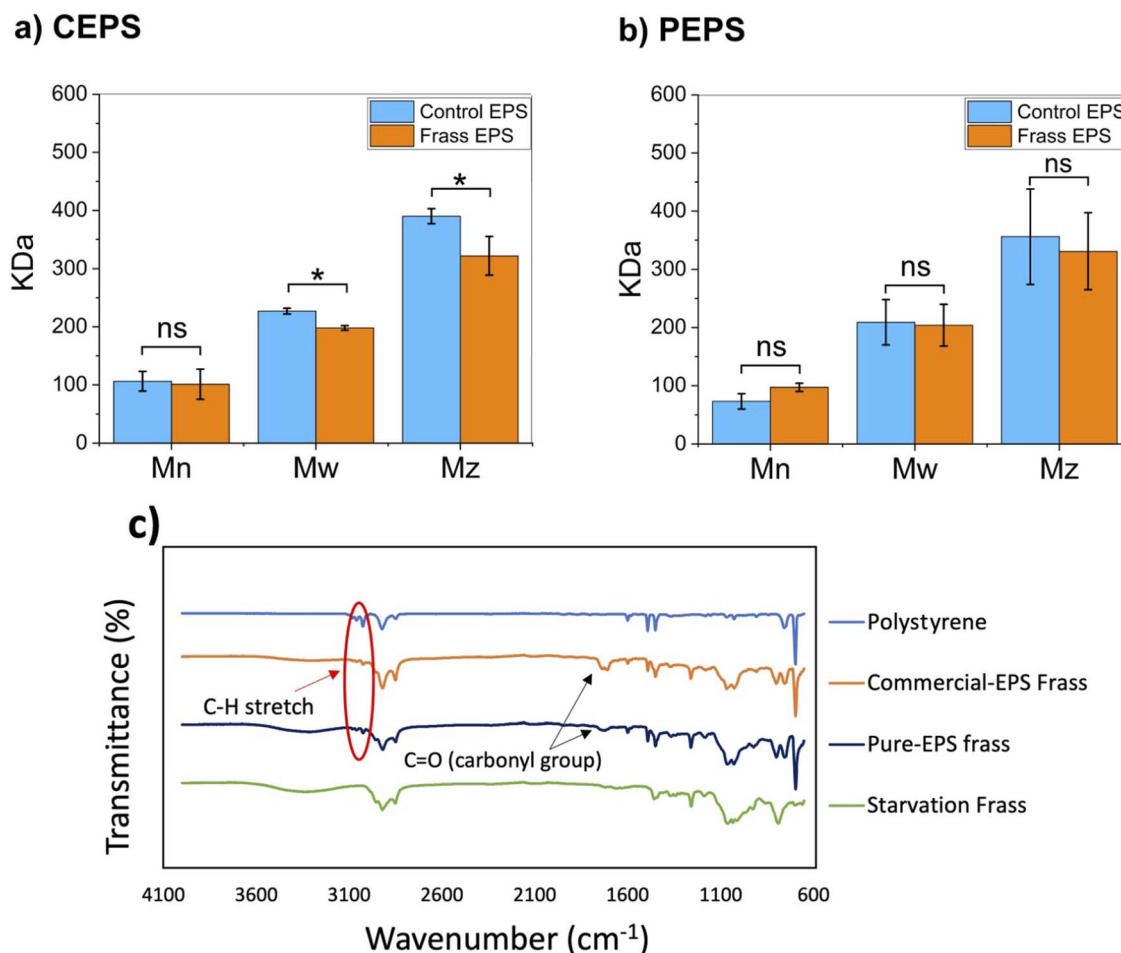 a) CEPS
b) PEPS
600
500
400
300
200
100
0
KDa
Control EPS
Frass EPS
ns
*
*
Mn
Mw
Mz
600
500
400
300
200
100
0
KDa
Control EPS
Frass EPS
ns
ns
ns
Mn
Mw
Mz
c)
Transmittance (%)
C-H stretch
C=O (carbonyl group)
Polystyrene
Commercial-EPS Frass
Pure-EPS frass
Starvation Frass
4100 3600 3100 2600 2100 1600 1100 600
Wavenumber (cm⁻¹)